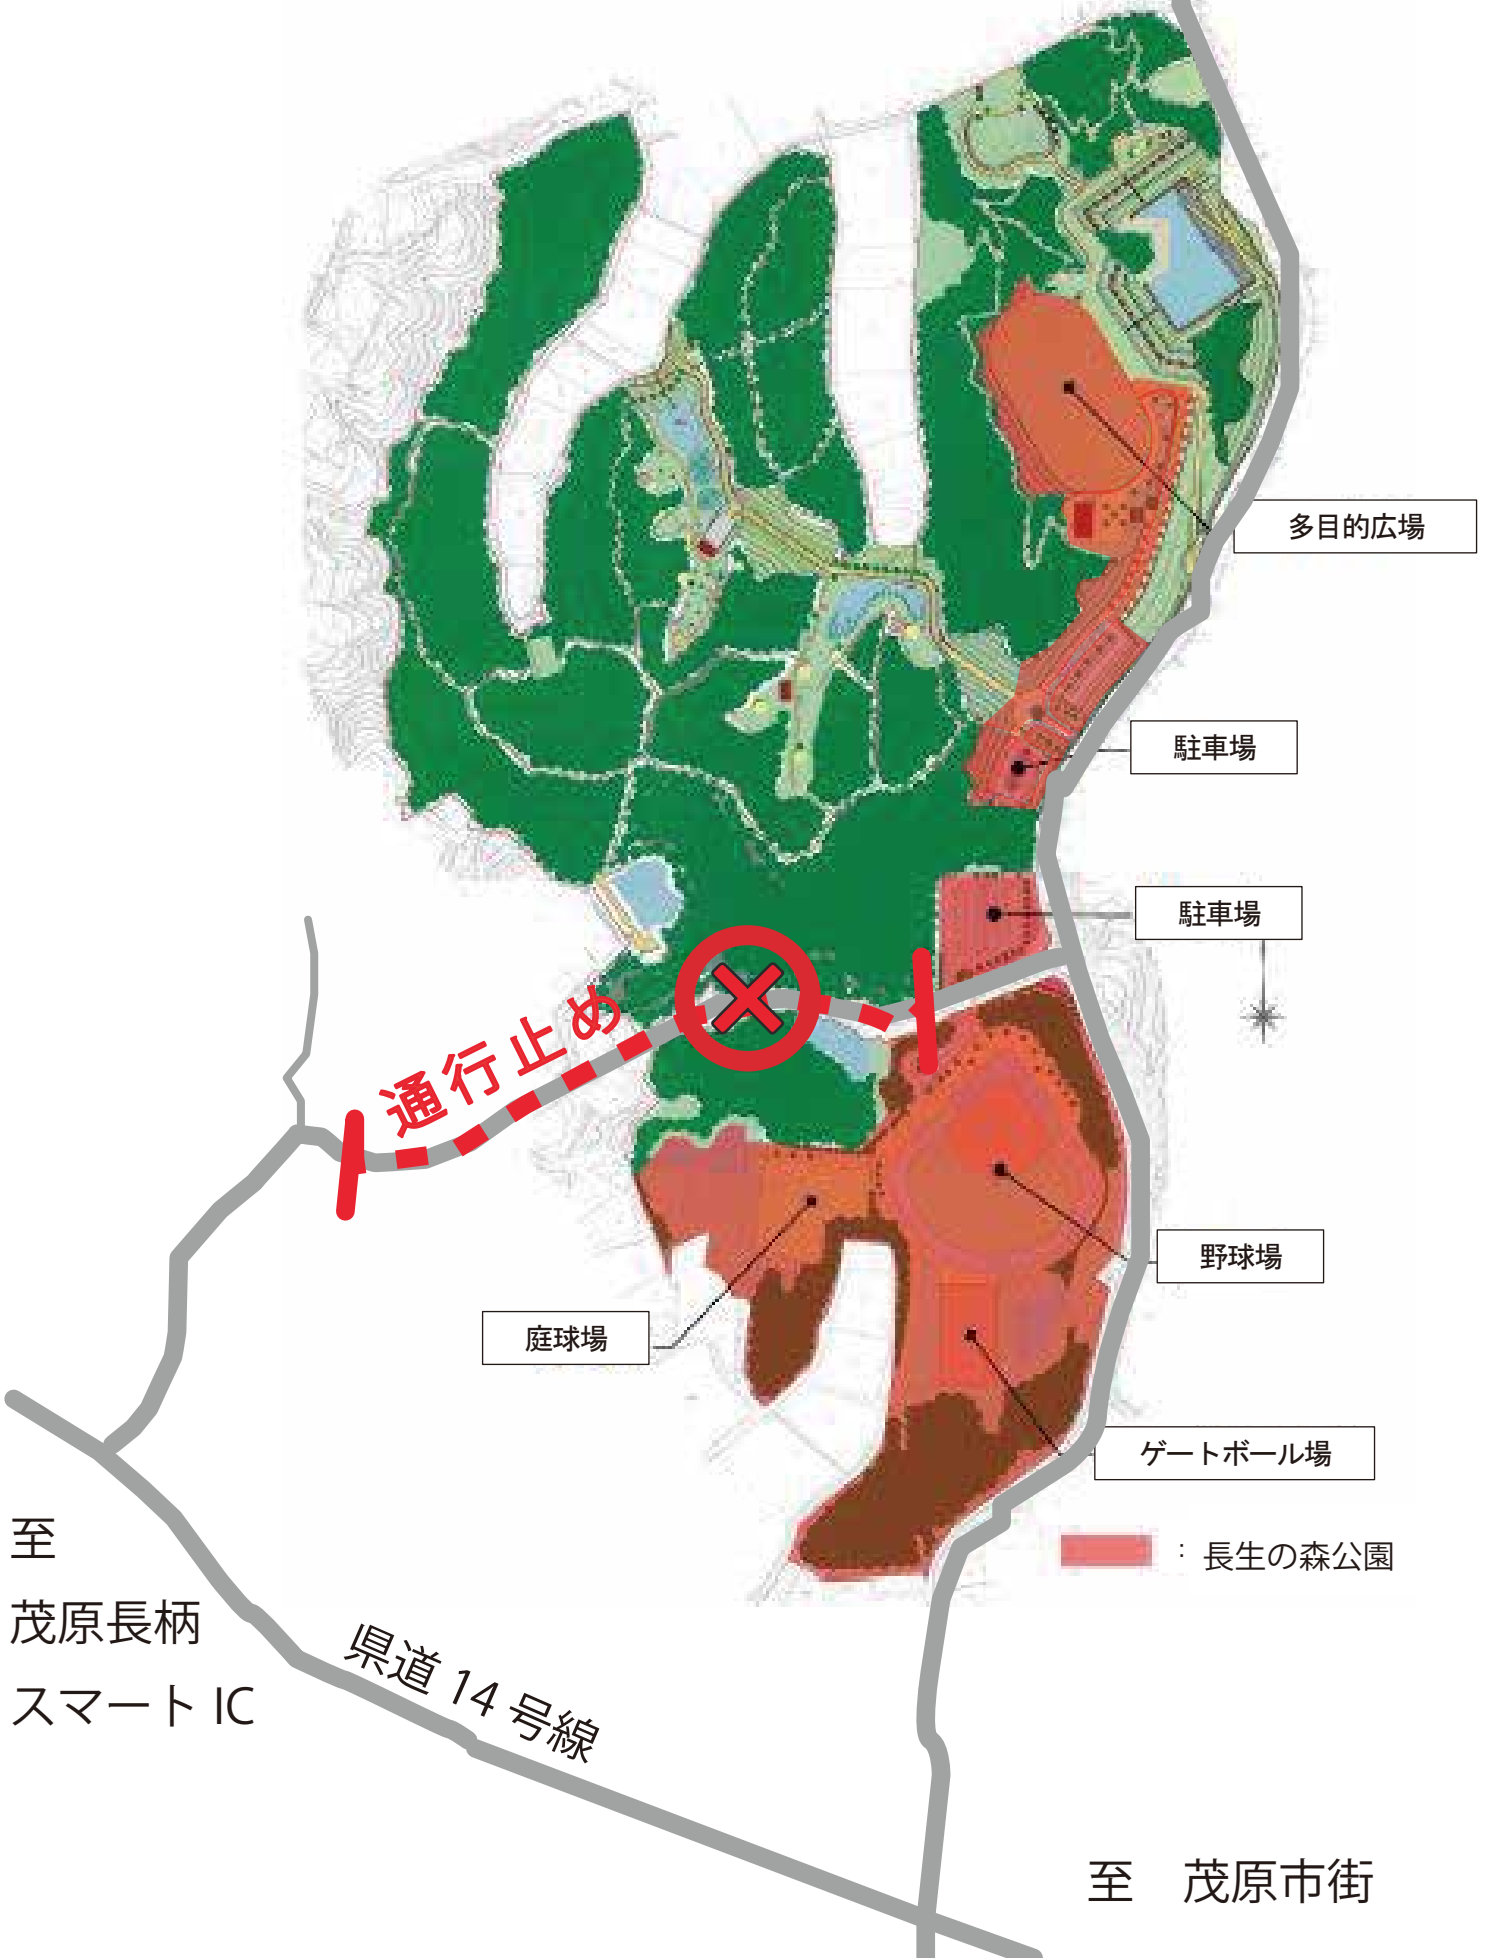 多目的広場
駐車場
駐車場
通行止め
野球場
庭球場
ゲートボール場
：長生の森公園
至
茂原長柄
スマート IC
県道 14 号線
至　茂原市街